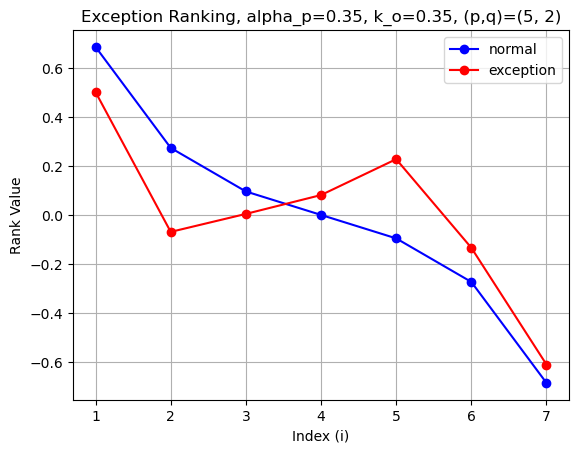 Exception Ranking, alpha_p=0.35, k_o=0.35, (p,q)=(5, 2)
normal
exception
0.6
0.4
0.2
0.0
−0.2
−0.4
−0.6
Rank Value
1 2 3 4 5 6 7
Index (i)